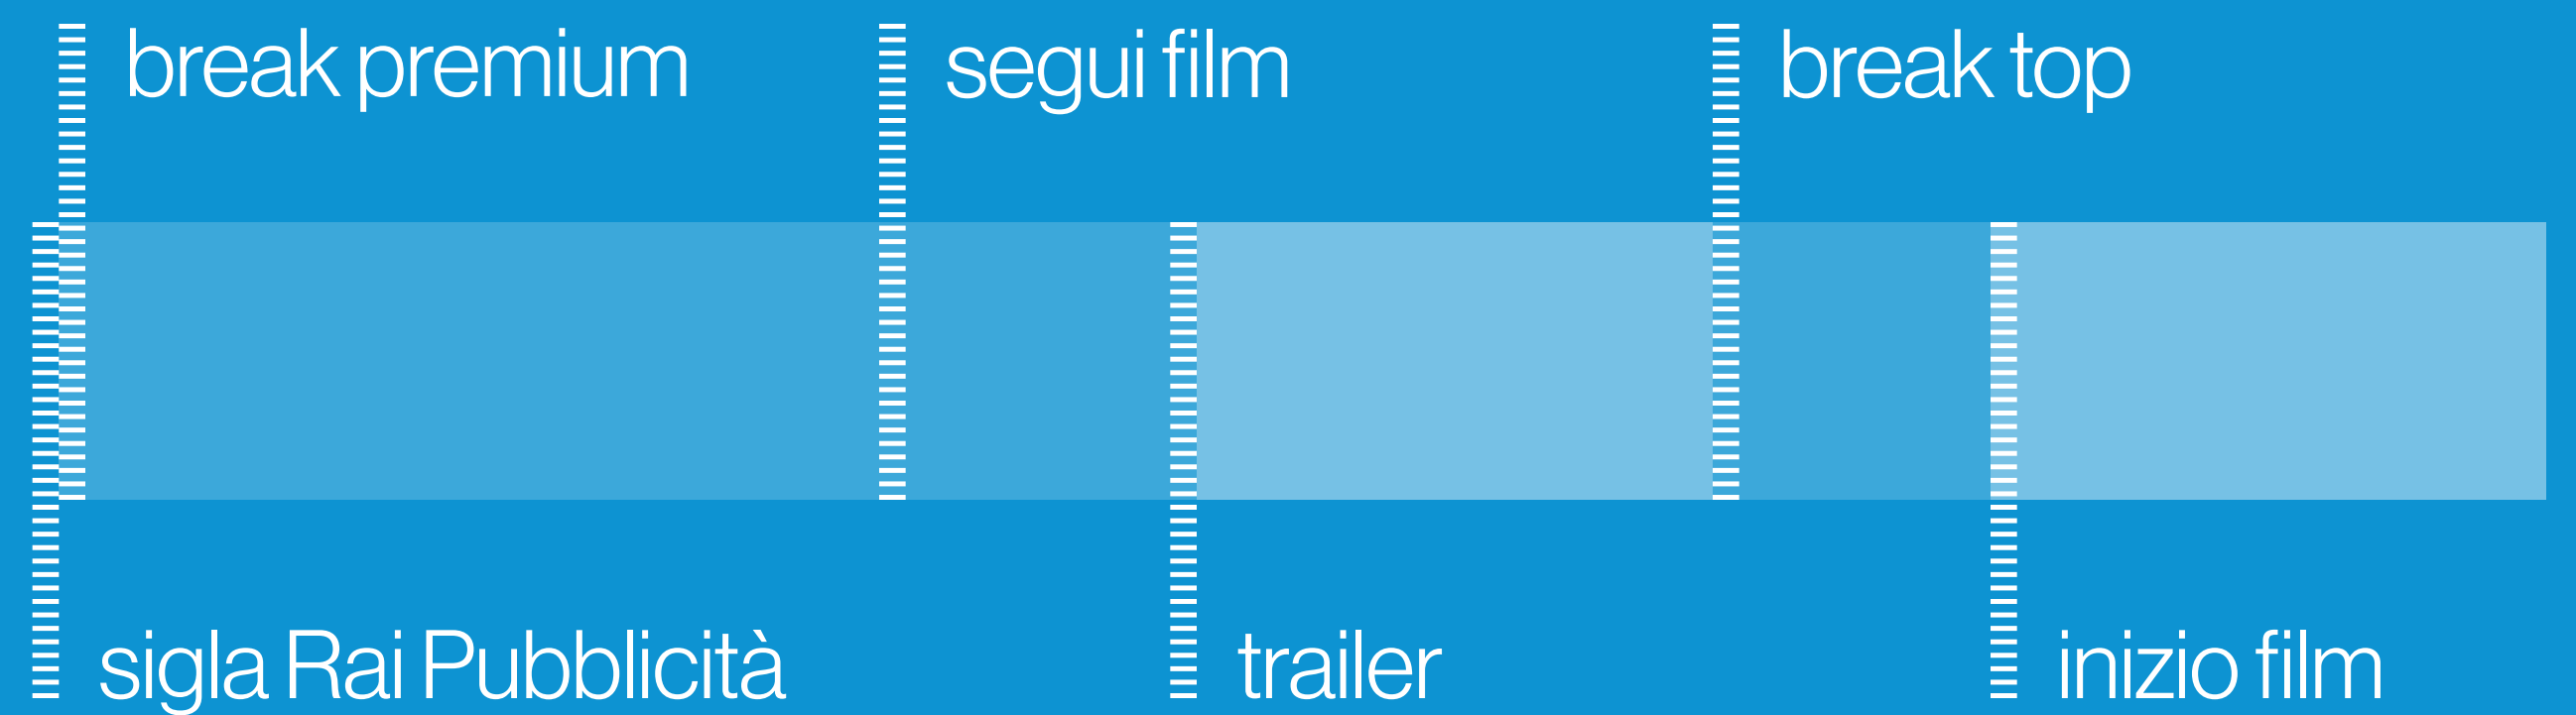 break premium
segui film
break top
sigla Rai Pubblicità
trailer
inizio film